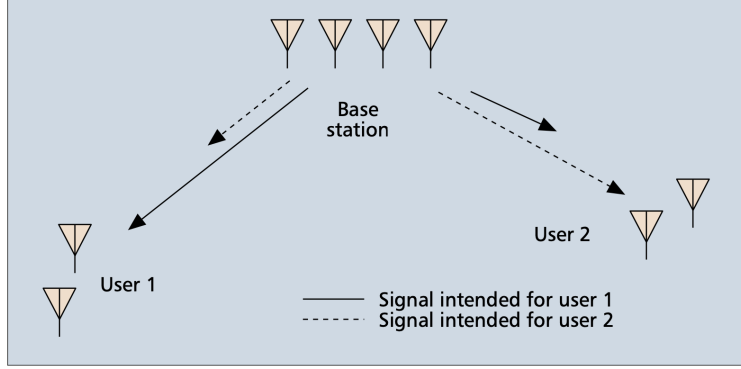 Base
station
User 2
User 1
Signal intended for user 1
Signal intended for user 2